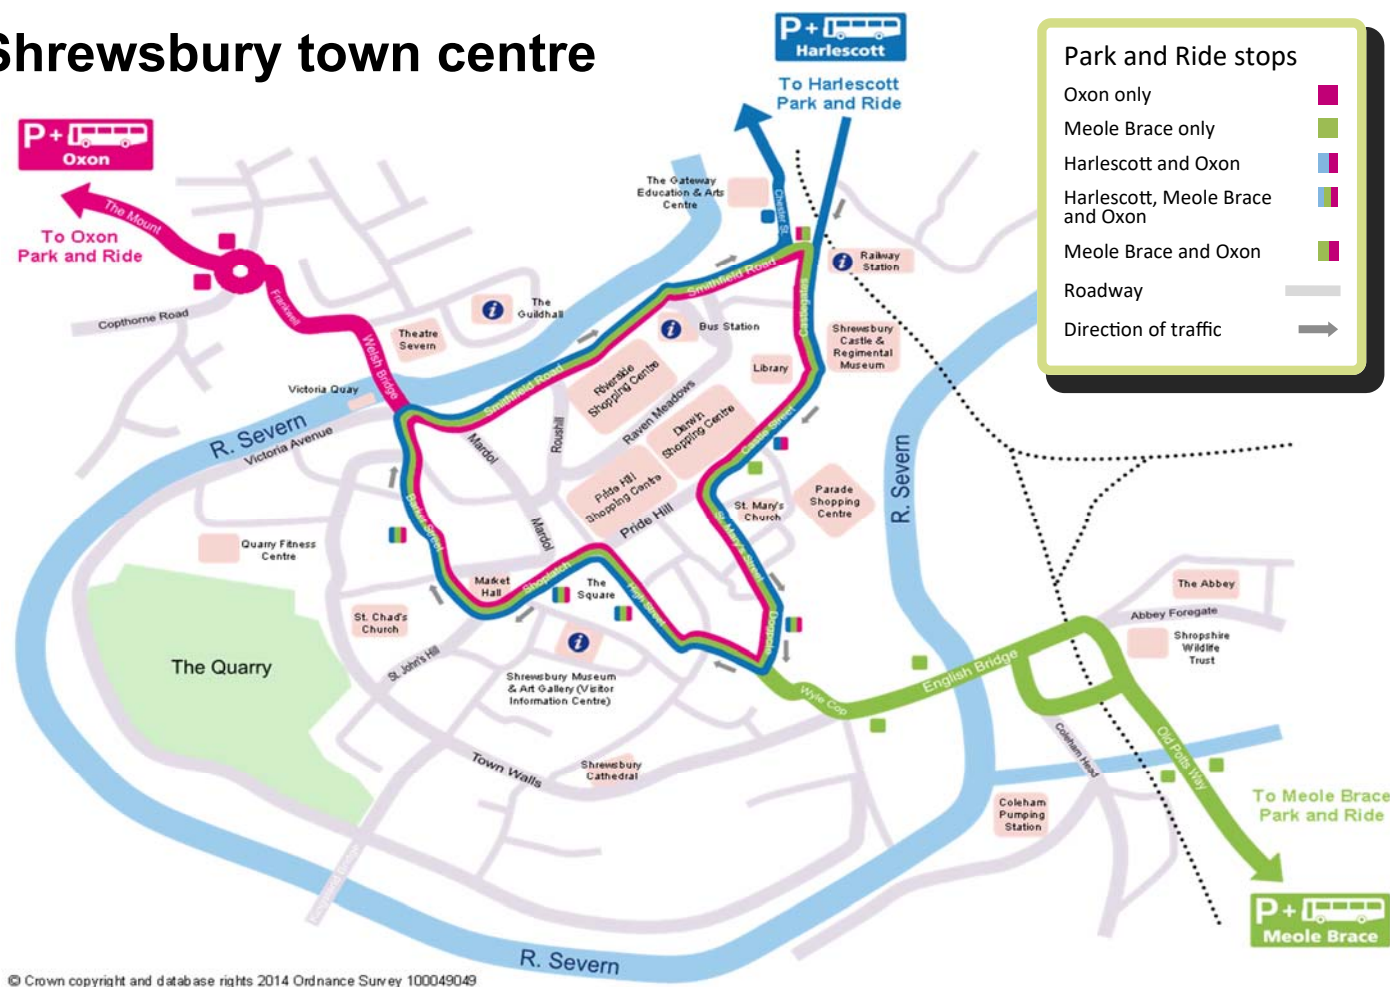 Shrewsbury town centre
P+
Harlescott
To Harlescott
Park and Ride
Park and Ride stops
Oxon only
Meole Brace only
Harlescott and Oxon
Harlescott, Meole Brace
and Oxon
Meole Brace and Oxon
Roadway
Direction of traffic
P+
Oxon
The Mount
To Oxon
Park and Ride
Copthorne Road
Frankwell
Welsh Bridge
Theatre
Severn
The
Guildhall
The Gateway
Education & Arts
Centre
Chester St.
Railway
Station
Smithfield Road
Castlegates
Bus Station
Shrewsbury
Castle &
Regimental
Museum
Library
Victoria Quay
R. Severn
Victoria Avenue
Smithfield Road
Riverside
Shopping Centre
Raven Meadows
Darwin
Shopping Centre
Castle Street
Mardol
Roushill
Pride Hill
Shopping Centre
Pride Hill
St. Mary's
Church
Parade
Shopping
Centre
R. Severn
Barker Street
Mardol
St. Mary's Street
Quarry Fitness
Centre
Market
Hall
Shoplatch
The
Square
High Street
Dogpole
St. Chad's
Church
St. John's Hill
The Quarry
Shrewsbury Museum
& Art Gallery (Visitor
Information Centre)
Wyle Cop
English Bridge
The Abbey
Abbey Foregate
Shropshire
Wildlife
Trust
Coleham Head
Old Potts Way
Town Walls
Shrewsbury
Cathedral
Coleham
Pumping
Station
To Meole Brace
Park and Ride
P+
Meole Brace
Kingsland Bridge
R. Severn
© Crown copyright and database rights 2014 Ordnance Survey 100049049